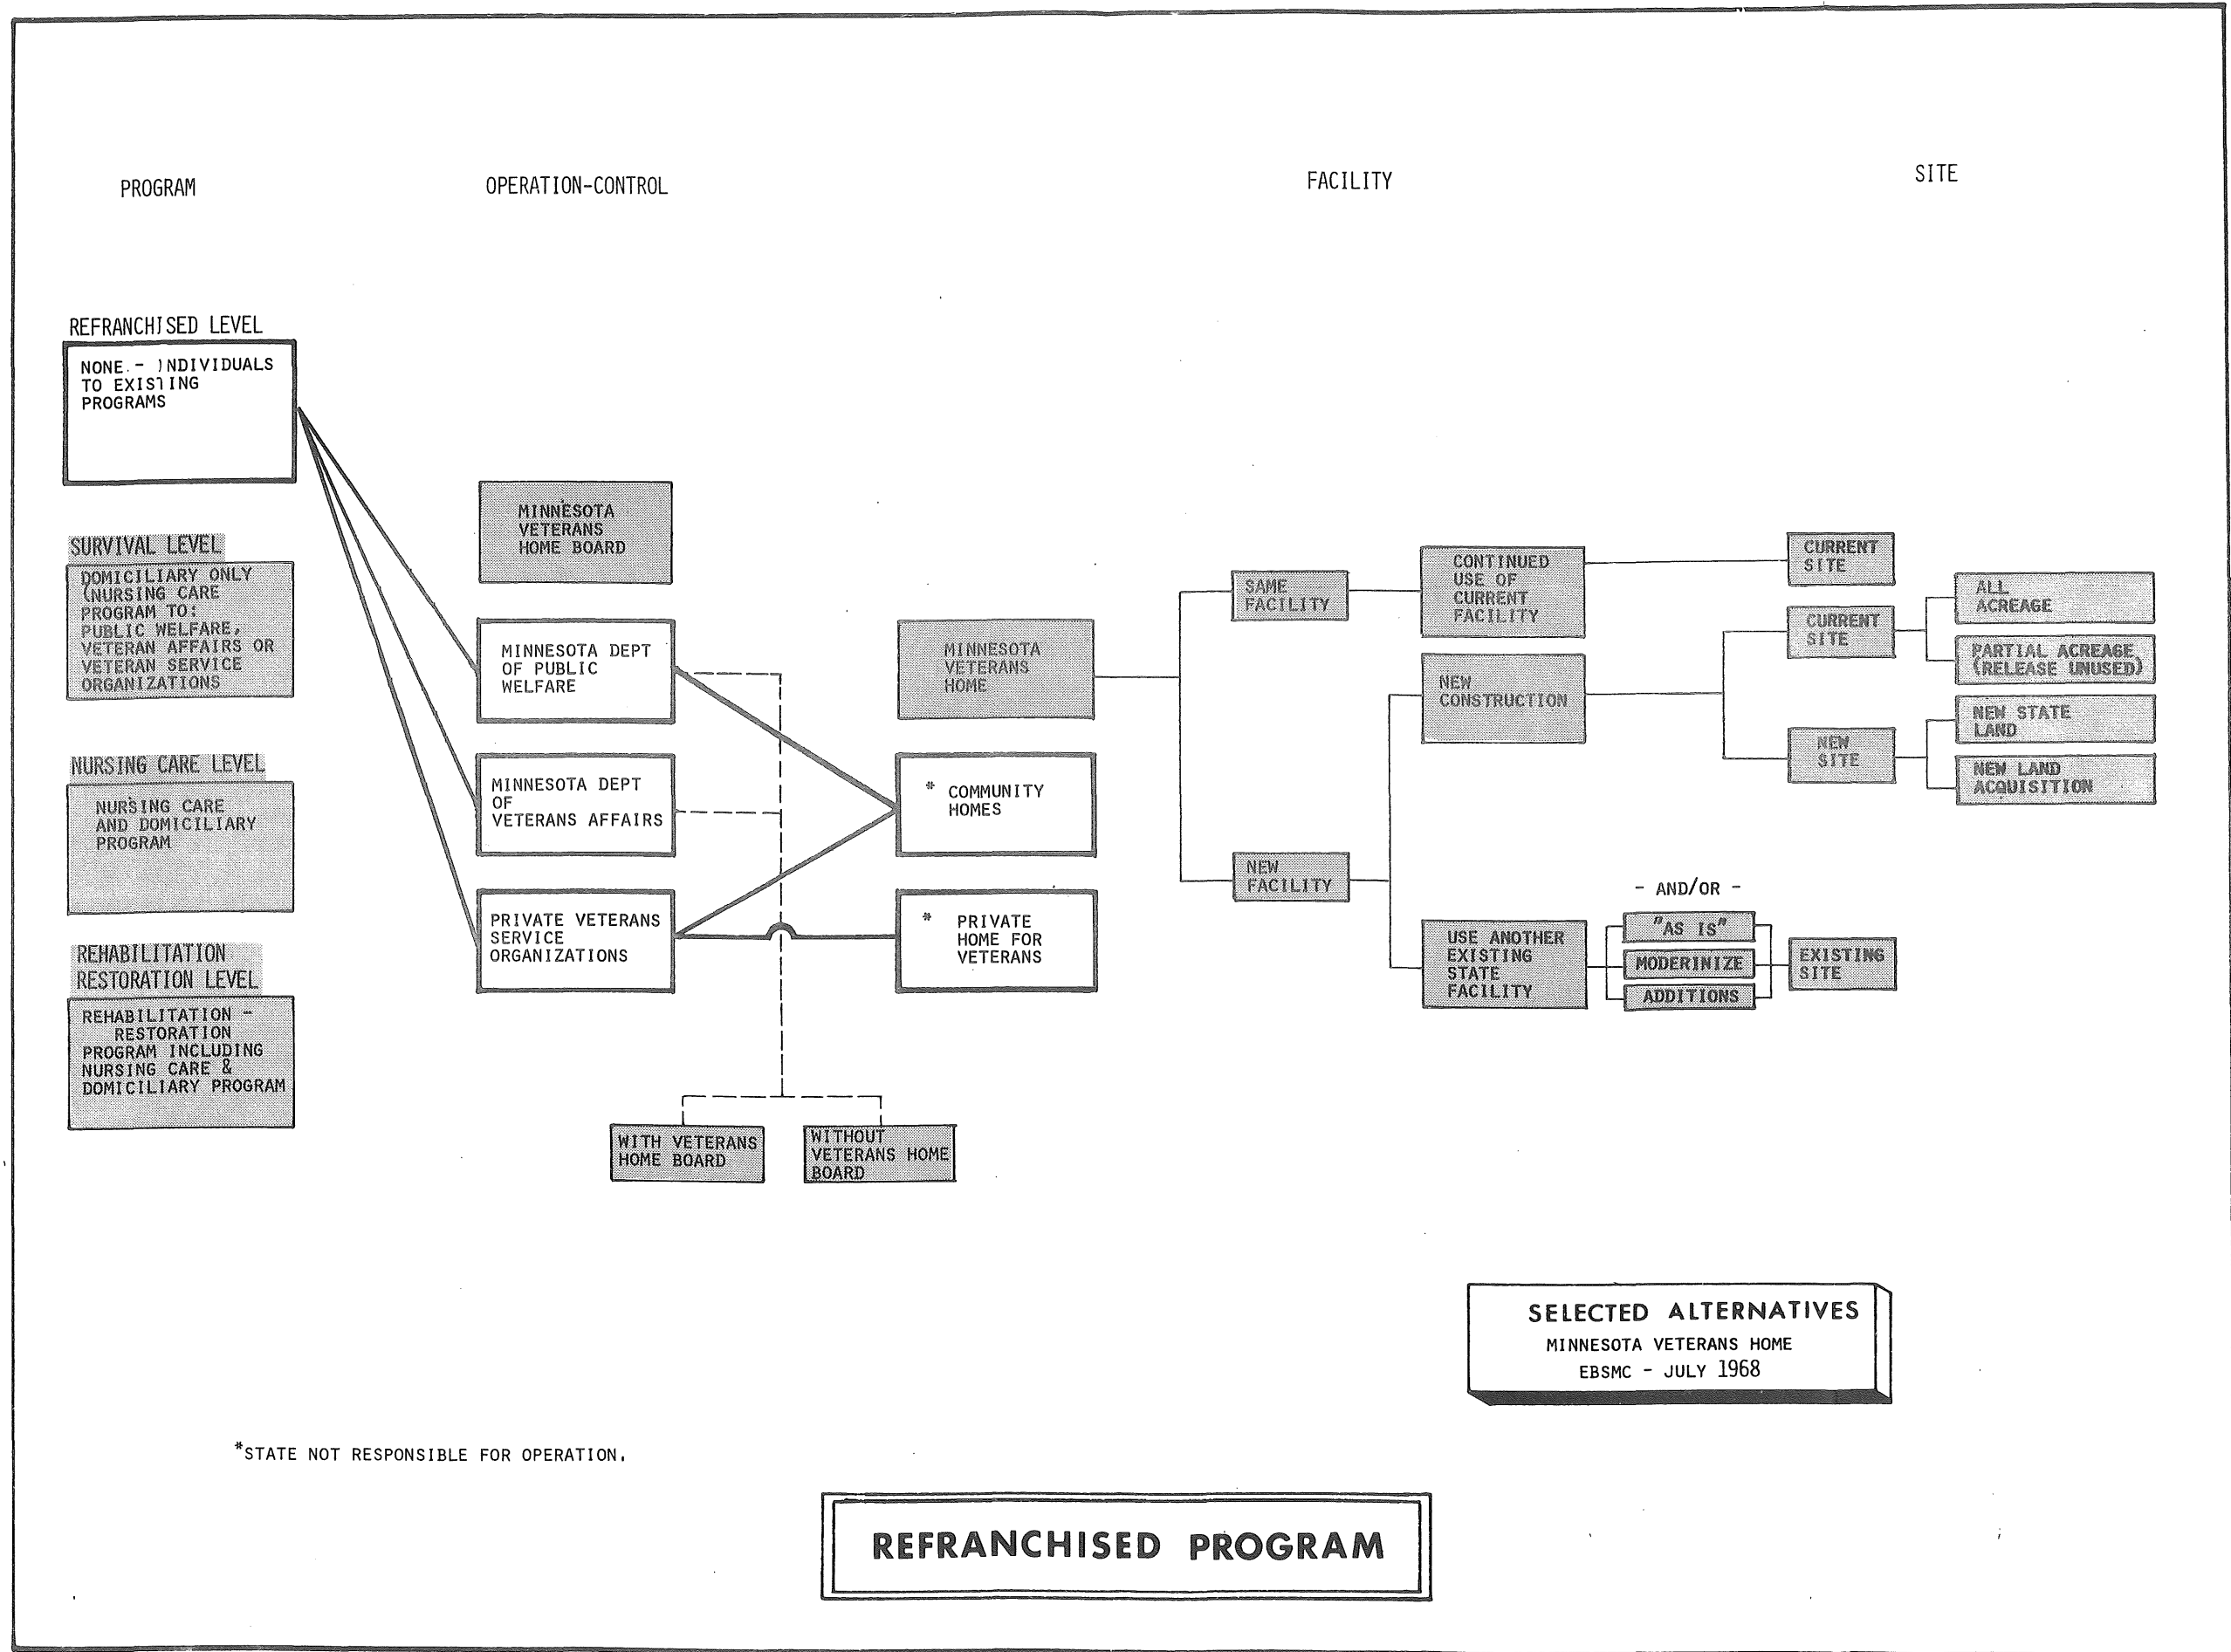 PROGRAM
OPERATION-CONTROL
FACILITY
SITE
REFRANCHISED LEVEL
NONE - INDIVIDUALS
TO EXISTING
PROGRAMS
SURVIVAL LEVEL
DOMICILIARY ONLY
(NURSING CARE
PROGRAM TO:
PUBLIC WELFARE,
VETERAN AFFAIRS OR
VETERAN SERVICE
ORGANIZATIONS
NURSING CARE LEVEL
NURSING CARE
AND DOMICILIARY
PROGRAM
REHABILITATION
RESTORATION LEVEL
REHABILITATION -
RESTORATION
PROGRAM INCLUDING
NURSING CARE &
DOMICILIARY PROGRAM
MINNESOTA
VETERANS
HOME BOARD
MINNESOTA DEPT
OF PUBLIC
WELFARE
MINNESOTA DEPT
OF
VETERANS AFFAIRS
PRIVATE VETERANS
SERVICE
ORGANIZATIONS
WITH VETERANS
HOME BOARD
WITHOUT
VETERANS HOME
BOARD
MINNESOTA
VETERANS
HOME
* COMMUNITY
HOMES
* PRIVATE
HOME FOR
VETERANS
SAME
FACILITY
NEW
FACILITY
CONTINUED
USE OF
CURRENT
FACILITY
NEW
CONSTRUCTION
USE ANOTHER
EXISTING
STATE
FACILITY
- AND/OR -
"AS IS"
MODERINIZE
ADDITIONS
CURRENT
SITE
CURRENT
SITE
NEW
SITE
EXISTING
SITE
ALL
ACREAGE
PARTIAL ACREAGE
(RELEASE UNUSED)
NEW STATE
LAND
NEW LAND
ACQUISITION
SELECTED ALTERNATIVES
MINNESOTA VETERANS HOME
EBSMC - JULY 1968
*STATE NOT RESPONSIBLE FOR OPERATION.
REFRANCHISED PROGRAM